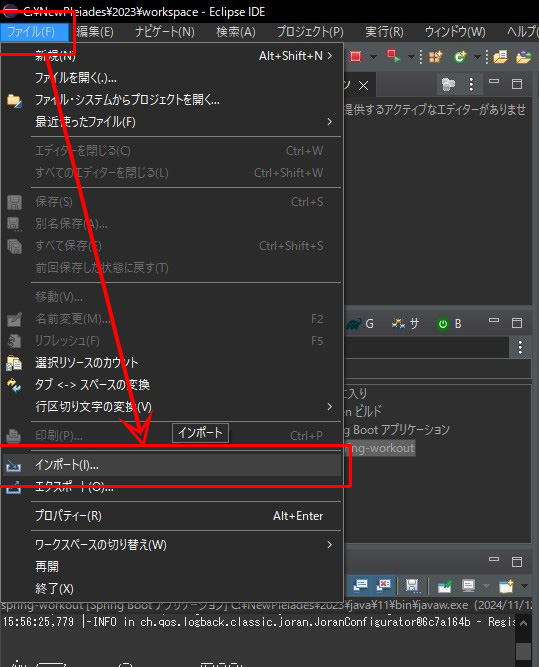 C:¥NewPleiades¥2023¥workspace - Eclipse IDE
ファイル(F) 編集(E) ナビゲート(N) 検索(A) プロジェクト(P) 実行(R) ウィンドウ(W) ヘルプ(
新規(N) Alt+Shift+N >
ファイルを開く(.)...
ファイル・システムからプロジェクトを開く...
最近使ったファイル(F) >
提供するアクティブなエディターがありませ
エディターを閉じる(C) Ctrl+W
すべてのエディターを閉じる(L) Ctrl+Shift+W
保存(S) Ctrl+S
別名保存(A)...
すべて保存(E) Ctrl+Shift+S
前回保存した状態に戻す(T)
移動(V)...
名前変更(M)... F2
リフレッシュ(F) F5
G サ B
選択リソースのカウント
タブ <-> スペースの変換
行区切り文字の変換(V) >
に入り
en ビルド
g Boot アプリケーション
ng-workout
印刷(P)... Ctrl+P
インポート
インポート(I)...
エクスポート(O)...
プロパティー(R) Alt+Enter
ワークスペースの切り替え(W) >
再開
終了(X)
spring-workout [Spring Boot アプリケーション] C:¥NewPleiades¥2023¥java¥11¥bin¥javaw.exe (2024/11/12
15:56:25,779 |-INFO in ch.qos.logback.classic.joran.JoranConfigurator@6c7a164b - Regis